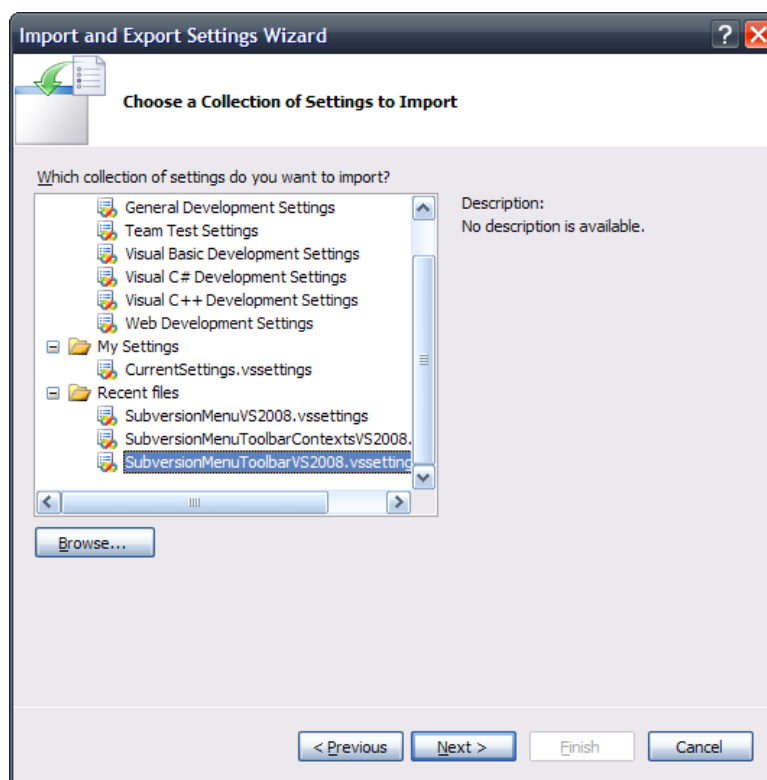 Import and Export Settings Wizard
Choose a Collection of Settings to Import
Which collection of settings do you want to import?
General Development Settings
Team Test Settings
Visual Basic Development Settings
Visual C# Development Settings
Visual C++ Development Settings
Web Development Settings
My Settings
CurrentSettings.vssettings
Recent files
SubversionMenuVS2008.vssettings
SubversionMenuToolbarContextsVS2008.
SubversionMenuToolbarVS2008.vssetting
Description:
No description is available.
Browse...
< Previous
Next >
Finish
Cancel